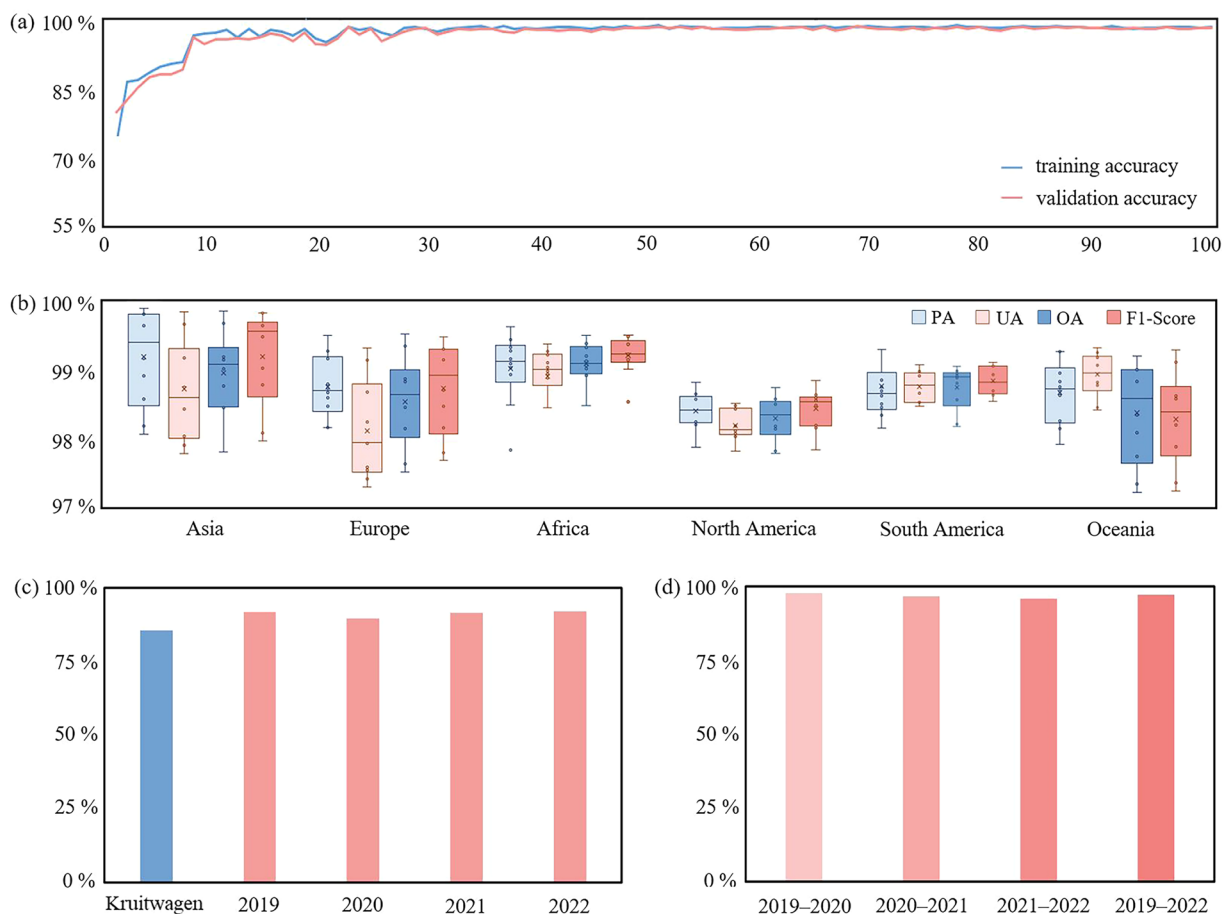 (a) 100 %
85 %
70 %
55 %
training accuracy
validation accuracy
0 10 20 30 40 50 60 70 80 90 100
(b) 100 %
99 %
98 %
97 %
PA UA OA F1-Score
Asia Europe Africa North America South America Oceania
(c) 100 %
75 %
50 %
25 %
0 %
Kruitwagen 2019 2020 2021 2022
(d) 100 %
75 %
50 %
25 %
0 %
2019–2020 2020–2021 2021–2022 2019–2022